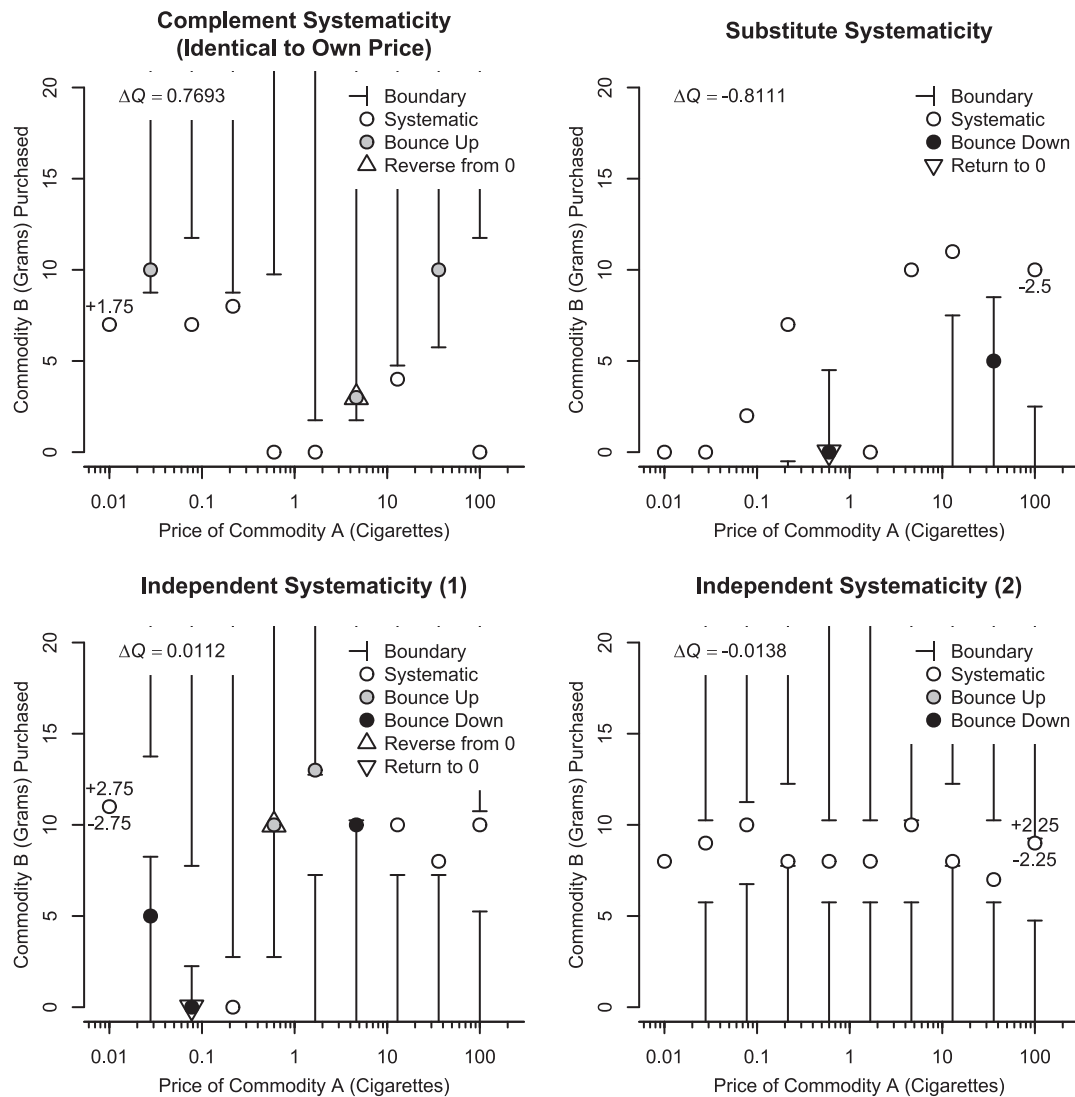 Complement Systematicity
(Identical to Own Price)
ΔQ = 0.7693
Boundary
Systematic
Bounce Up
Reverse from 0
+1.75
Commodity B (Grams) Purchased
0 5 10 15 20
0.01 0.1 1 10 100
Price of Commodity A (Cigarettes)
Substitute Systematicity
ΔQ = -0.8111
Boundary
Systematic
Bounce Down
Return to 0
-2.5
Commodity B (Grams) Purchased
0 5 10 15 20
0.01 0.1 1 10 100
Price of Commodity A (Cigarettes)
Independent Systematicity (1)
ΔQ = 0.0112
Boundary
Systematic
Bounce Up
Bounce Down
Reverse from 0
Return to 0
+2.75
-2.75
Commodity B (Grams) Purchased
0 5 10 15 20
0.01 0.1 1 10 100
Price of Commodity A (Cigarettes)
Independent Systematicity (2)
ΔQ = -0.0138
Boundary
Systematic
Bounce Up
Bounce Down
+2.25
-2.25
Commodity B (Grams) Purchased
0 5 10 15 20
0.01 0.1 1 10 100
Price of Commodity A (Cigarettes)